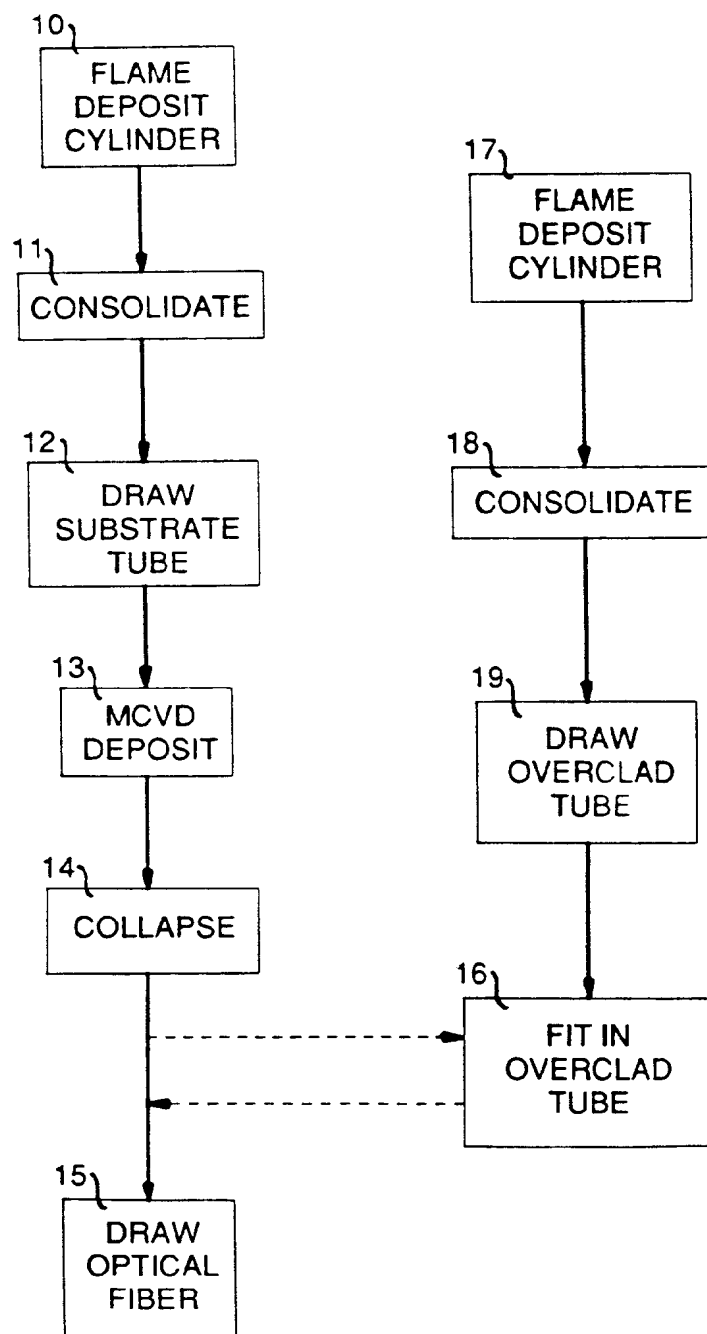 10
FLAME
DEPOSIT
CYLINDER
11
CONSOLIDATE
12
DRAW
SUBSTRATE
TUBE
13
MCVD
DEPOSIT
14
COLLAPSE
15
DRAW
OPTICAL
FIBER
17
FLAME
DEPOSIT
CYLINDER
18
CONSOLIDATE
19
DRAW
OVERCLAD
TUBE
16
FIT IN
OVERCLAD
TUBE